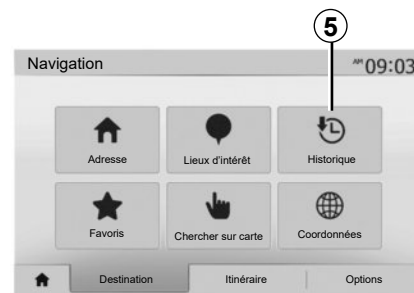 5
Navigation AM 09:03
Adresse Lieux d'intérêt Historique
Favoris Chercher sur carte Coordonnées
Destination Itinéraire Options